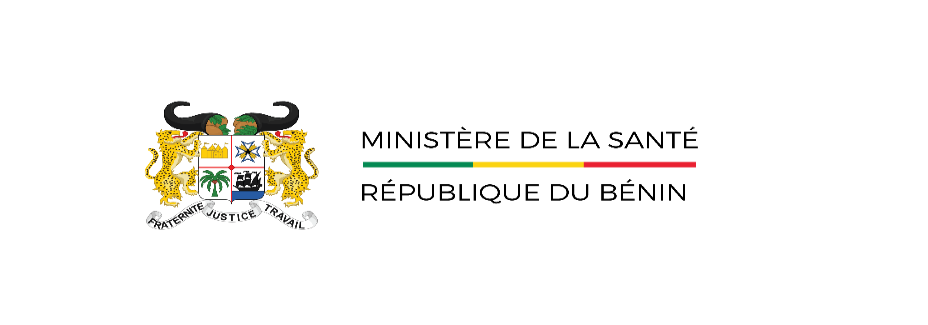 FRATERNITE JUSTICE TRAVAIL
MINISTÈRE DE LA SANTÉ
RÉPUBLIQUE DU BÉNIN